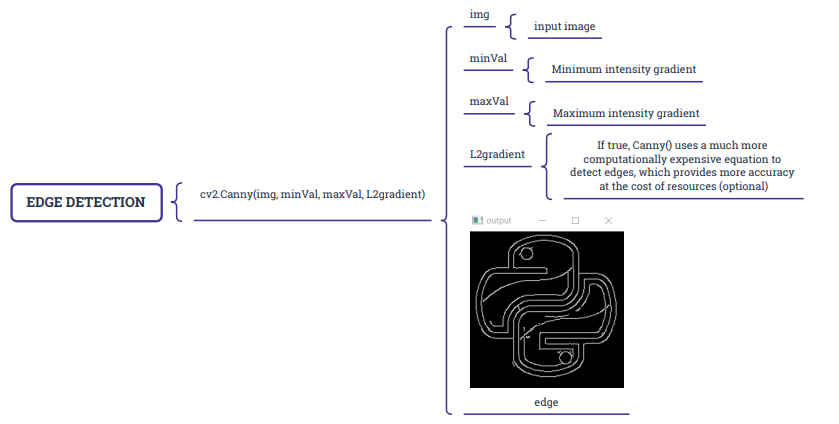 img
input image
minVal
Minimum intensity gradient
maxVal
Maximum intensity gradient
L2gradient
If true, Canny() uses a much more
computationally expensive equation to
detect edges, which provides more accuracy
at the cost of resources (optional)
EDGE DETECTION
cv2.Canny(img, minVal, maxVal, L2gradient)
output
edge